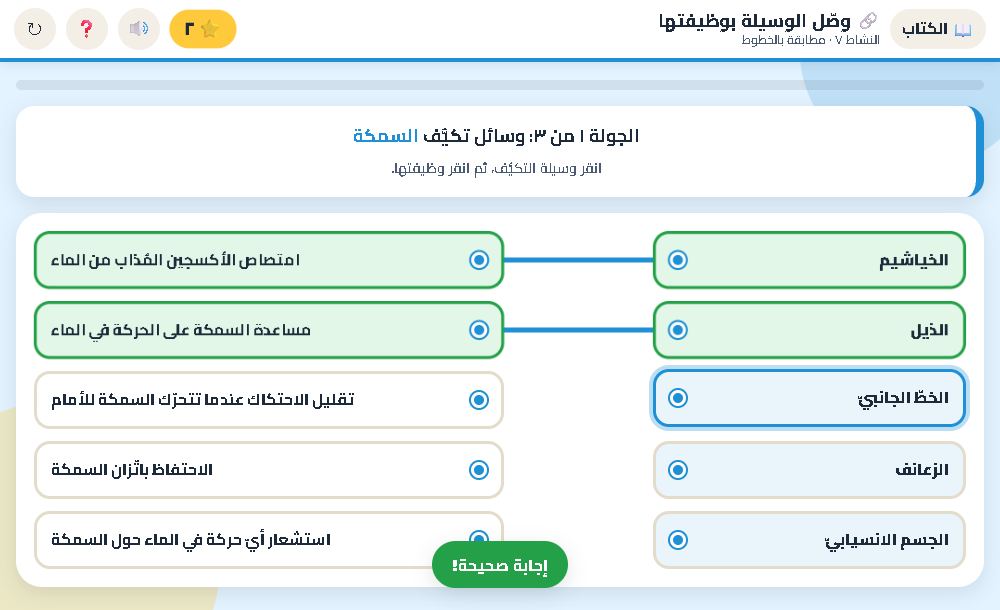 📖 الكتاب
🔗 وصّل الوسيلة بوظيفتها
النشاط ٧ · مطابقة بالخطوط
⭐ ٢
❓
الجولة ١ من ٣: وسائل تكيُّف السمكة
انقر وسيلة التكيُّف، ثم انقر وظيفتها.
الخياشيم
امتصاص الأكسجين المُذاب من الماء
الذيل
مساعدة السمكة على الحركة في الماء
الخطّ الجانبيّ
تقليل الاحتكاك عندما تتحرّك السمكة للأمام
الزعانف
الاحتفاظ باتّزان السمكة
الجسم الانسيابيّ
استشعار أيّ حركة في الماء حول السمكة
إجابة صحيحة!